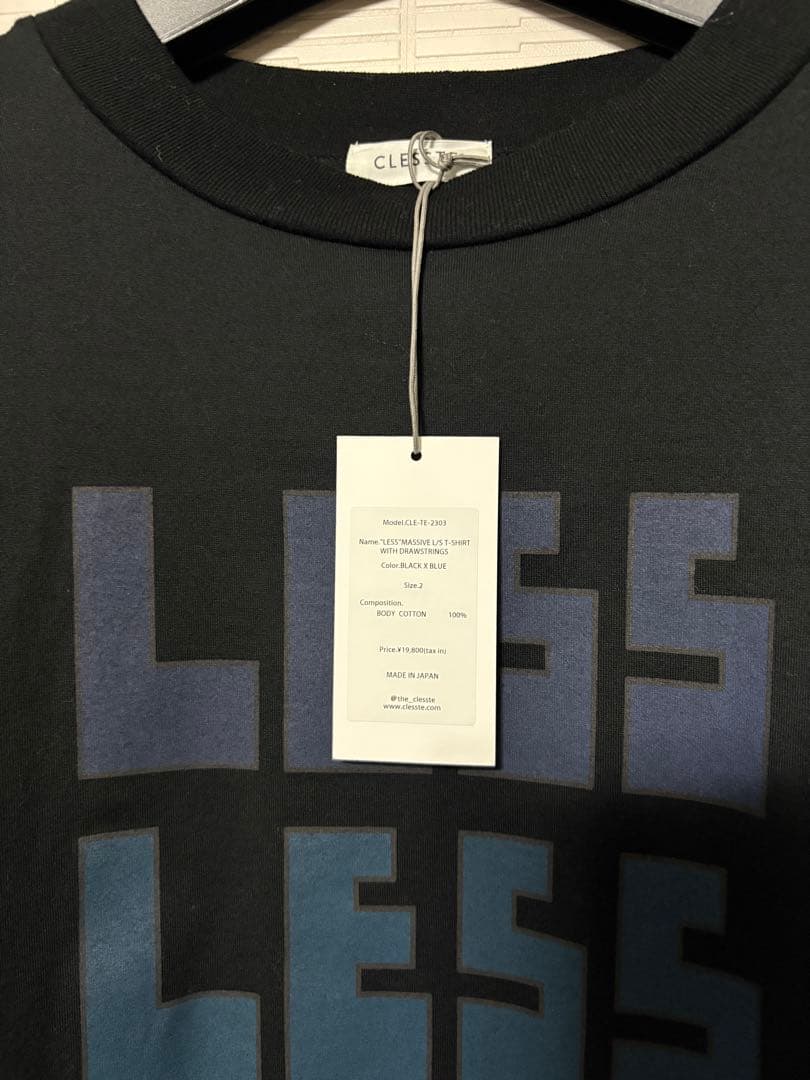 CLESSTE
Model.CLE-TE-2303
Name."LESS"MASSIVE L/S T-SHIRT
WITH DRAWSTRINGS
Color.BLACK X BLUE
Size.2
Composition.
BODY COTTON 100%
Price.¥19,800(tax in)
MADE IN JAPAN
@the_clesste
www.clesste.com
LESS
LESS